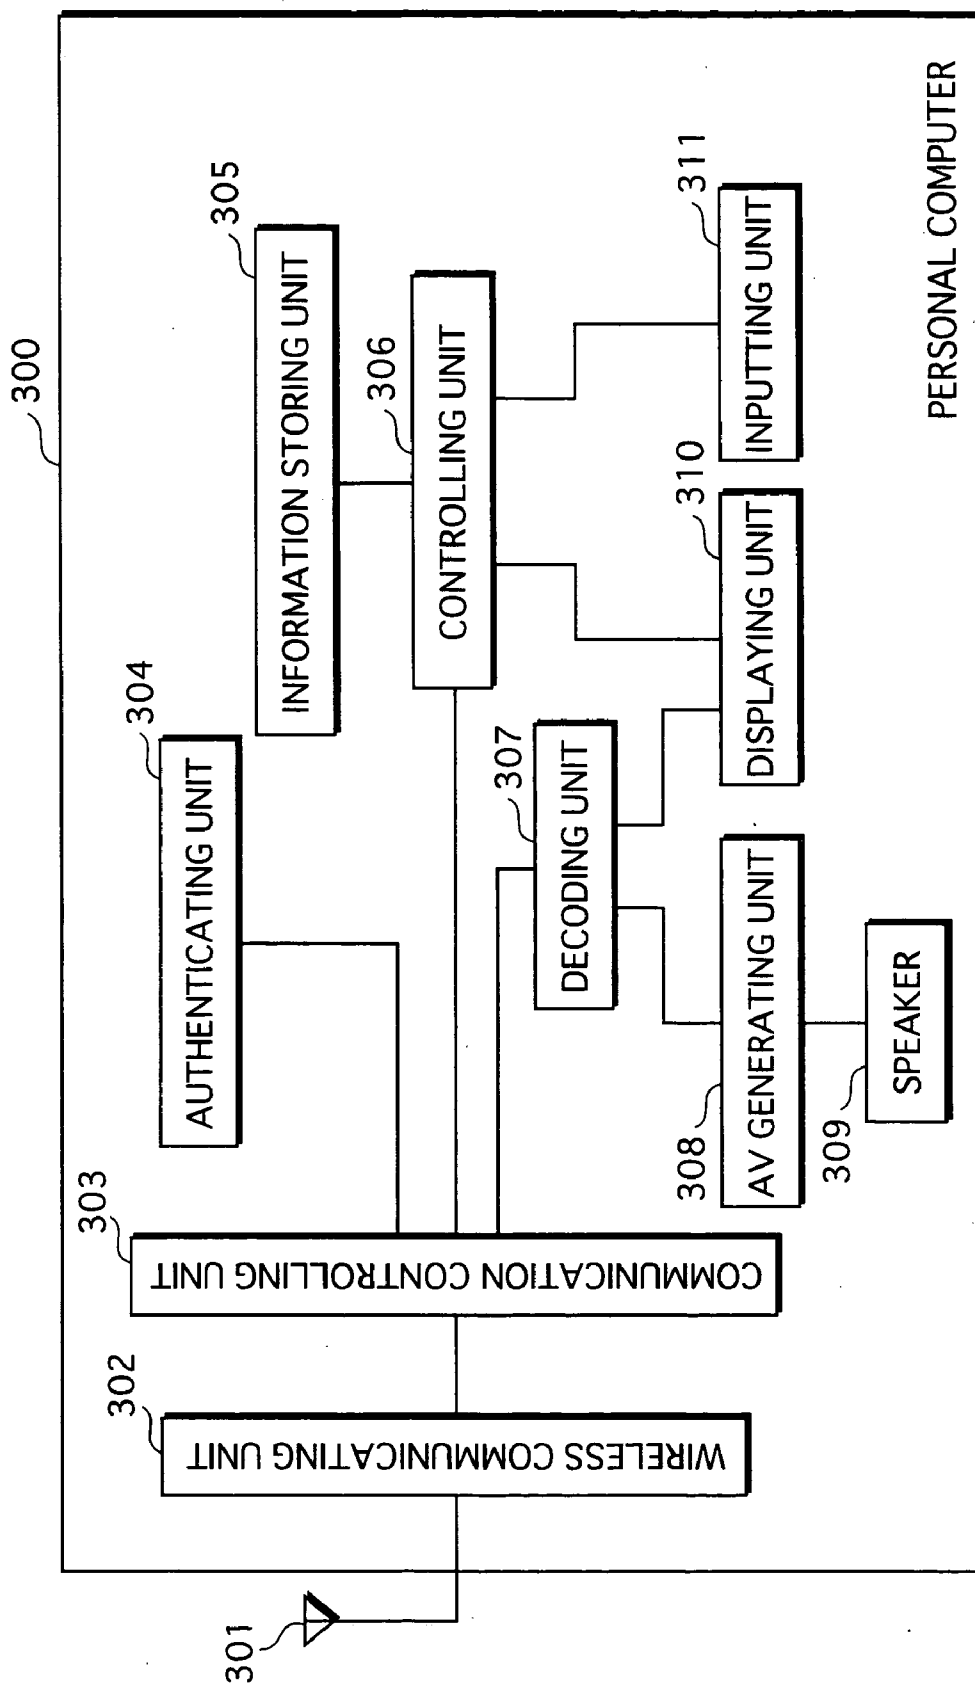 300
301
302
WIRELESS COMMUNICATING UNIT
303
COMMUNICATION CONTROLLING UNIT
304
AUTHENTICATING UNIT
305
INFORMATION STORING UNIT
306
CONTROLLING UNIT
307
DECODING UNIT
308
AV GENERATING UNIT
309
SPEAKER
310
DISPLAYING UNIT
311
INPUTTING UNIT
PERSONAL COMPUTER